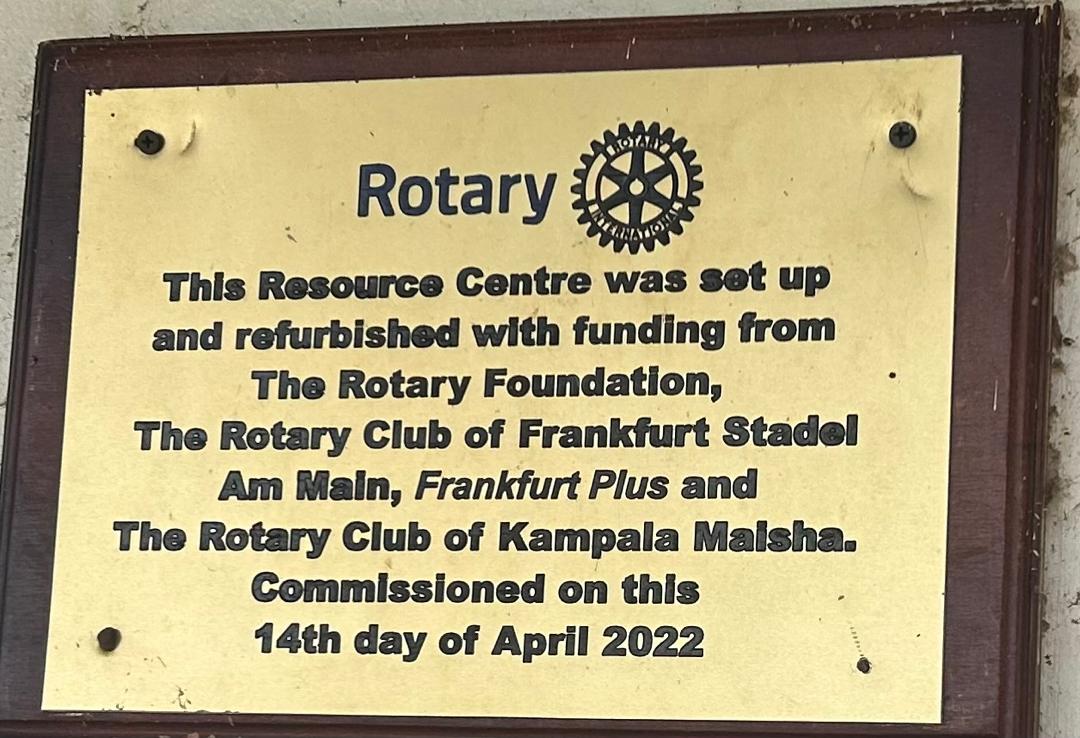 Rotary
ROTARY
INTERNATIONAL
This Resource Centre was set up
and refurbished with funding from
The Rotary Foundation,
The Rotary Club of Frankfurt Stadel
Am Main, Frankfurt Plus and
The Rotary Club of Kampala Maisha.
Commissioned on this
14th day of April 2022